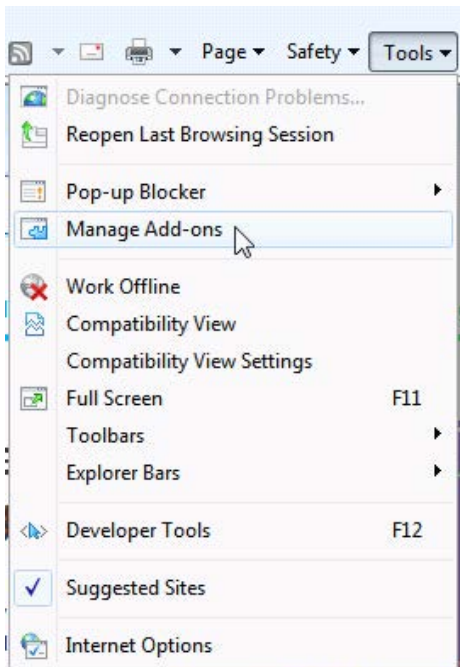 Page Safety Tools
Diagnose Connection Problems...
Reopen Last Browsing Session
Pop-up Blocker
Manage Add-ons
Work Offline
Compatibility View
Compatibility View Settings
Full Screen F11
Toolbars
Explorer Bars
Developer Tools F12
Suggested Sites
Internet Options